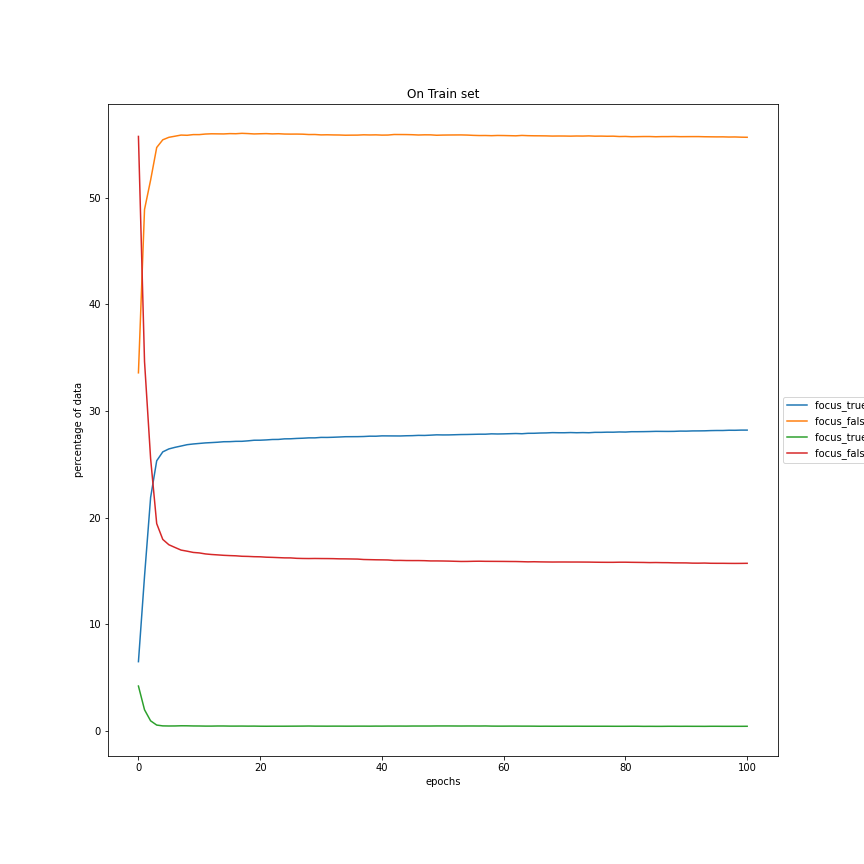 On Train set
percentage of data
50
40
30
20
10
0
0 20 40 60 80 100
epochs
focus_true
focus_fals
focus_true
focus_fals